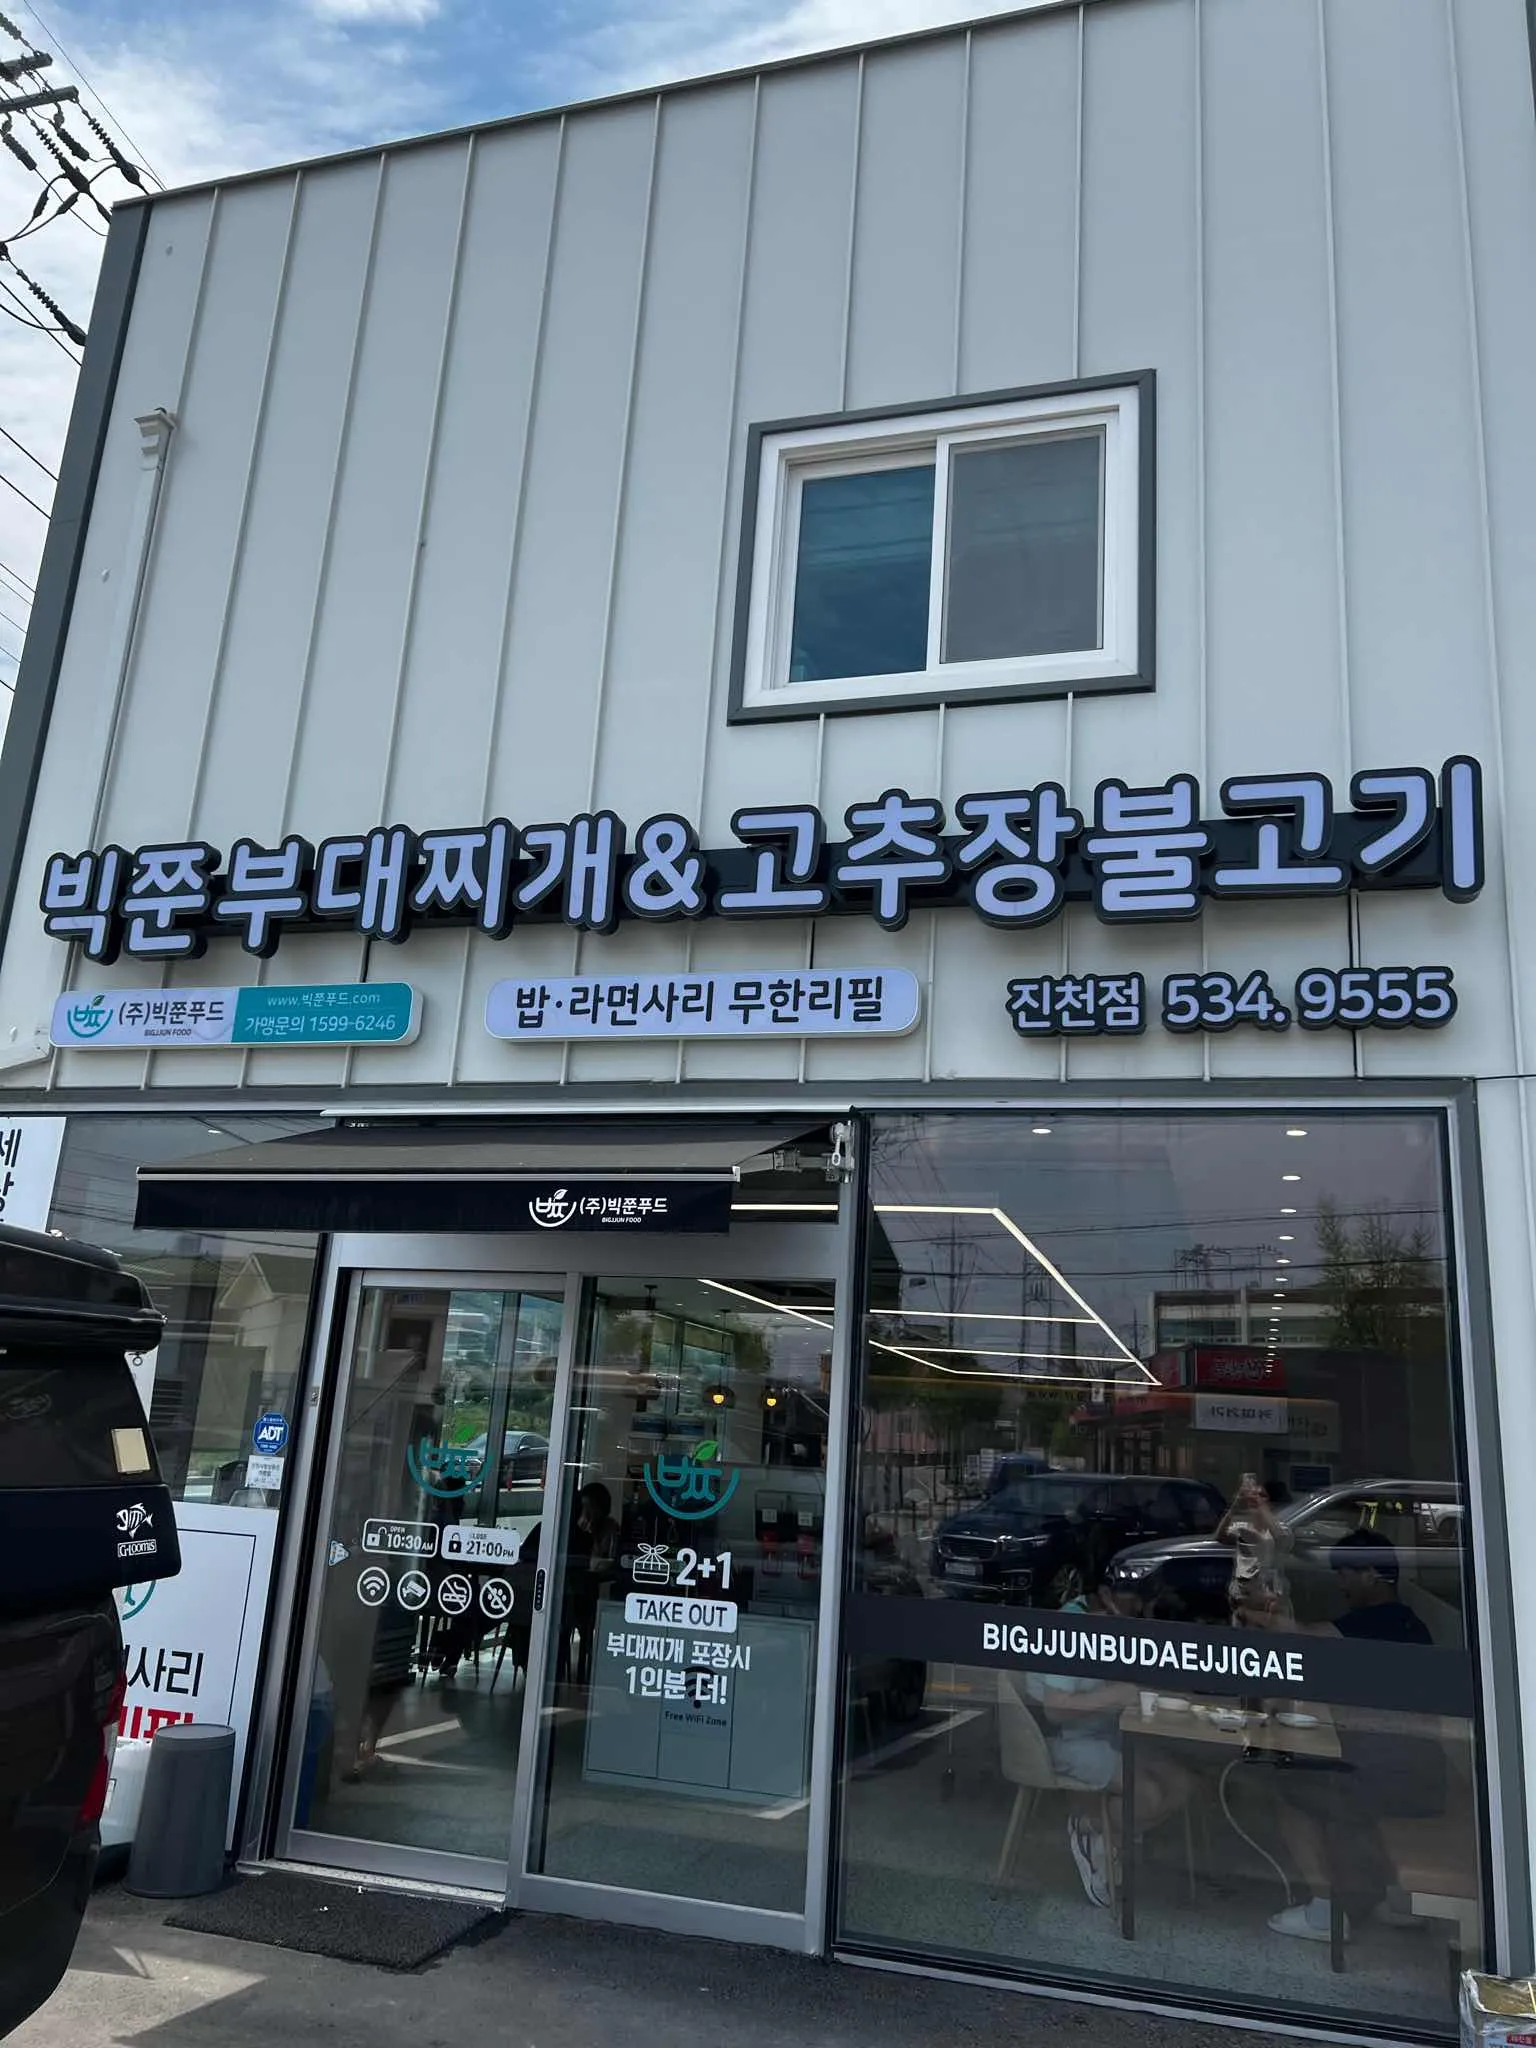 빅쭌부대찌개&고추장불고기
(주)빅쭌푸드
BIGJJUN FOOD
www.빅쭌푸드.com
가맹문의 1599-6246
밥·라면사리 무한리필
진천점 534. 9555
(주)빅쭌푸드
BIGJJUN FOOD
ADT
OPEN
10:30AM
CLOSE
21:00PM
2+1
TAKE OUT
부대찌개 포장시
1인분 더!
Free WiFi Zone
BIGJJUNBUDAEJJIGAE
G.loomis
사리